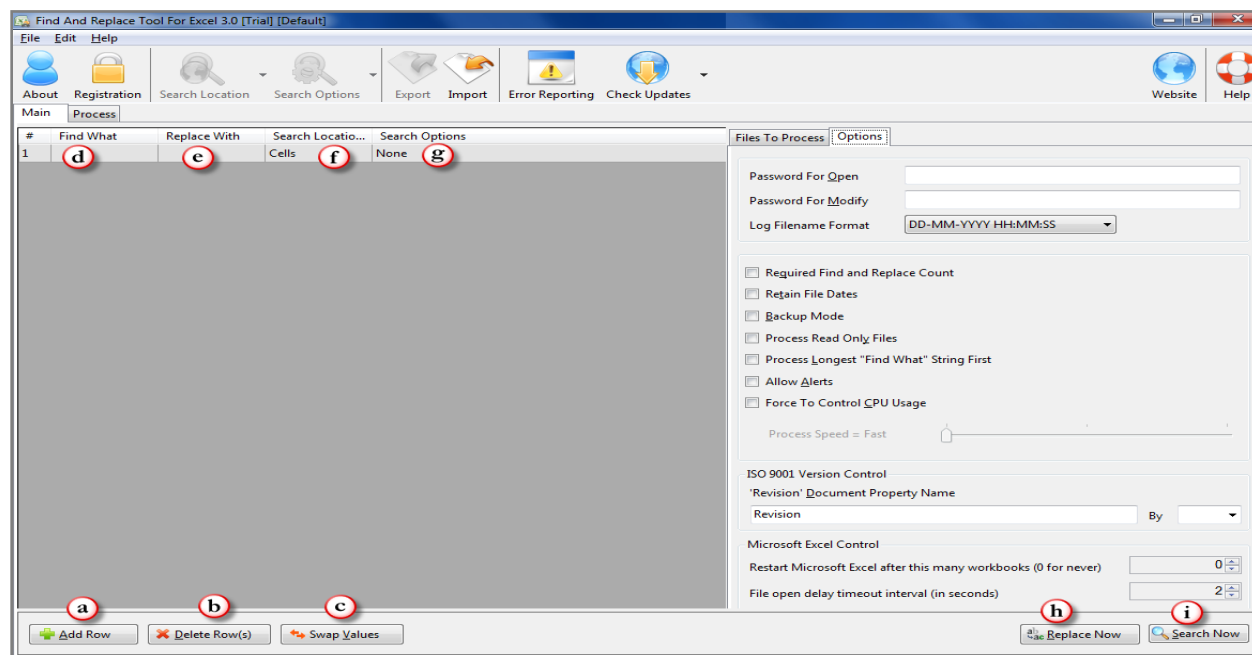 Find And Replace Tool For Excel 3.0 [Trial] [Default]
File Edit Help
About Registration Search Location Search Options Export Import Error Reporting Check Updates Website Help
Main Process
# Find What Replace With Search Locatio... Search Options
1 d e Cells f None g
Files To Process Options
Password For Open
Password For Modify
Log Filename Format DD-MM-YYYY HH:MM:SS
Required Find and Replace Count
Retain File Dates
Backup Mode
Process Read Only Files
Process Longest "Find What" String First
Allow Alerts
Force To Control CPU Usage
Process Speed = Fast
ISO 9001 Version Control
'Revision' Document Property Name
Revision By
Microsoft Excel Control
Restart Microsoft Excel after this many workbooks (0 for never) 0
File open delay timeout interval (in seconds) 2
a b c h i
Add Row Delete Row(s) Swap Values Replace Now Search Now